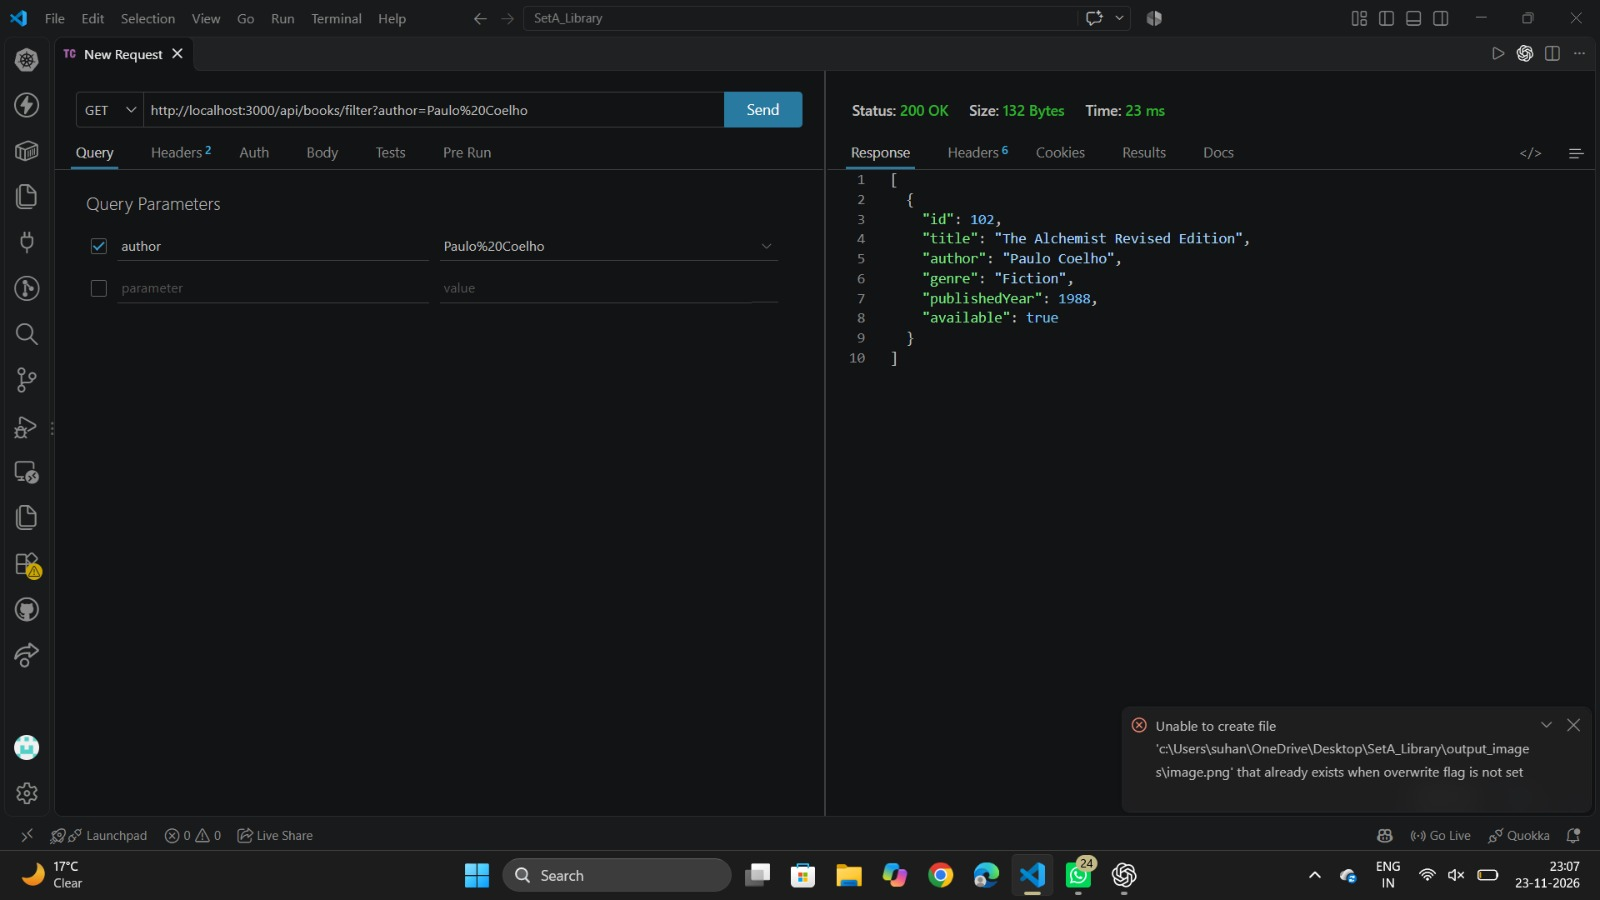 File Edit Selection View Go Run Terminal Help
SetA_Library
TC New Request
GET http://localhost:3000/api/books/filter?author=Paulo%20Coelho Send
Query Headers 2 Auth Body Tests Pre Run
Query Parameters
author Paulo%20Coelho
parameter value
Status: 200 OK Size: 132 Bytes Time: 23 ms
Response Headers 6 Cookies Results Docs </>
1 [
2 {
3 "id": 102,
4 "title": "The Alchemist Revised Edition",
5 "author": "Paulo Coelho",
6 "genre": "Fiction",
7 "publishedYear": 1988,
8 "available": true
9 }
10 ]
Unable to create file
'c:\Users\suhan\OneDrive\Desktop\SetA_Library\output_image
s\image.png' that already exists when overwrite flag is not set
Launchpad 0 0 Live Share Go Live Quokka
17°C
Clear
Search
24
ENG
IN
23:07
23-11-2026